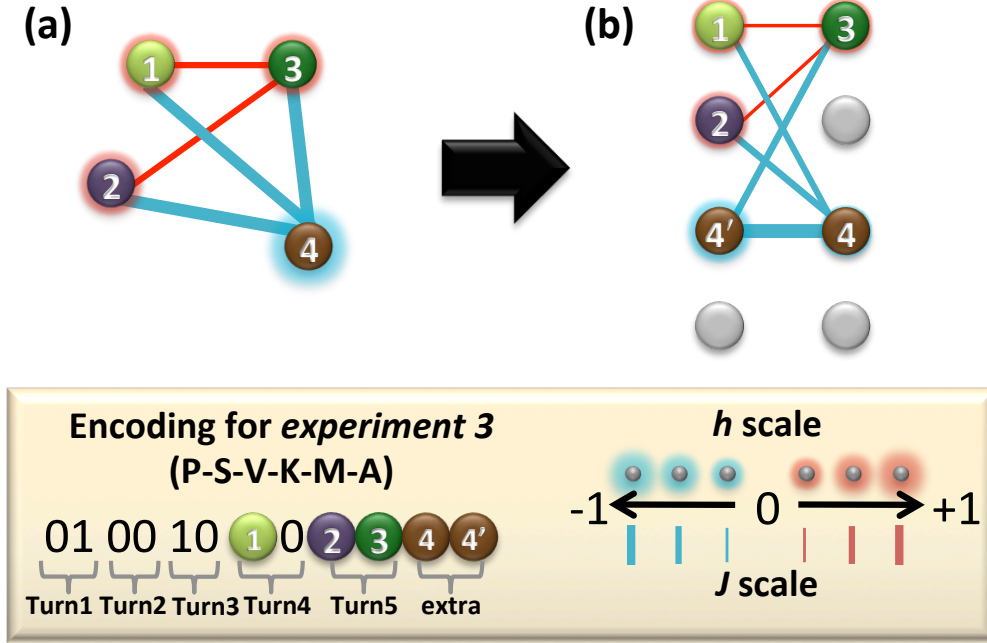 (a)
1 3
2
4
(b)
1 3
2
4′ 4
Encoding for experiment 3
(P-S-V-K-M-A)
01 00 10 1 0 2 3 4 4′
Turn1 Turn2 Turn3 Turn4 Turn5 extra
h scale
-1 0 +1
J scale